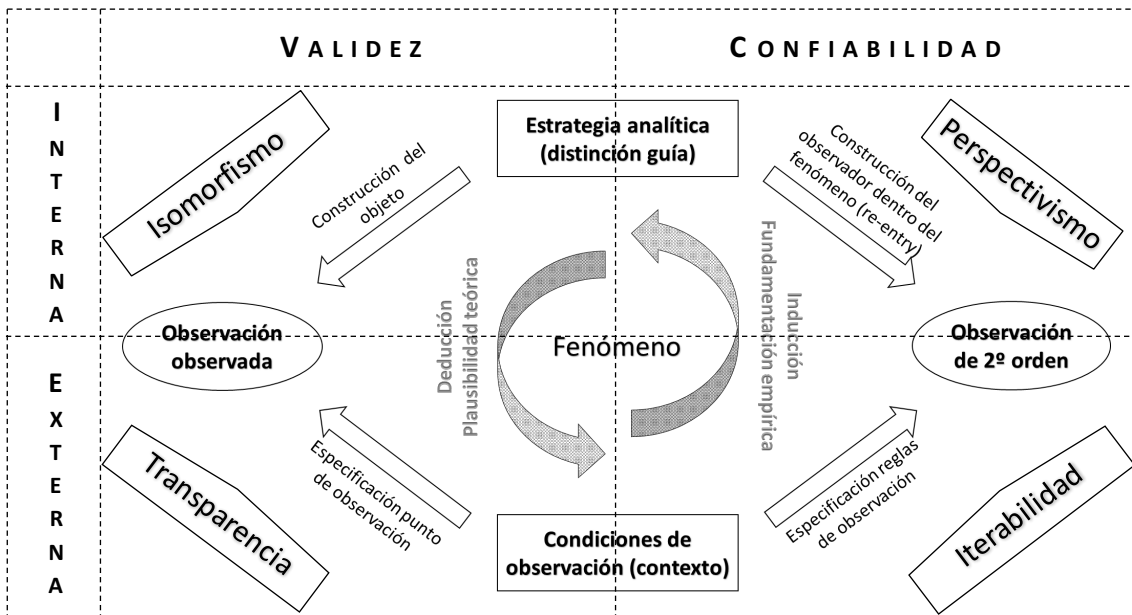 VALIDEZ
CONFIABILIDAD
INTERNA
Isomorfismo
Construcción del
objeto
Estrategia analítica
(distinción guía)
Construcción del
observador dentro del
fenómeno (re-entry)
Perspectivismo
Observación
observada
Deducción
Plausibilidad teórica
Fenómeno
Inducción
Fundamentación empírica
Observación
de 2º orden
EXTERNA
Transparencia
Especificación punto
de observación
Condiciones de
observación (contexto)
Especificación reglas
de observación
Iterabilidad